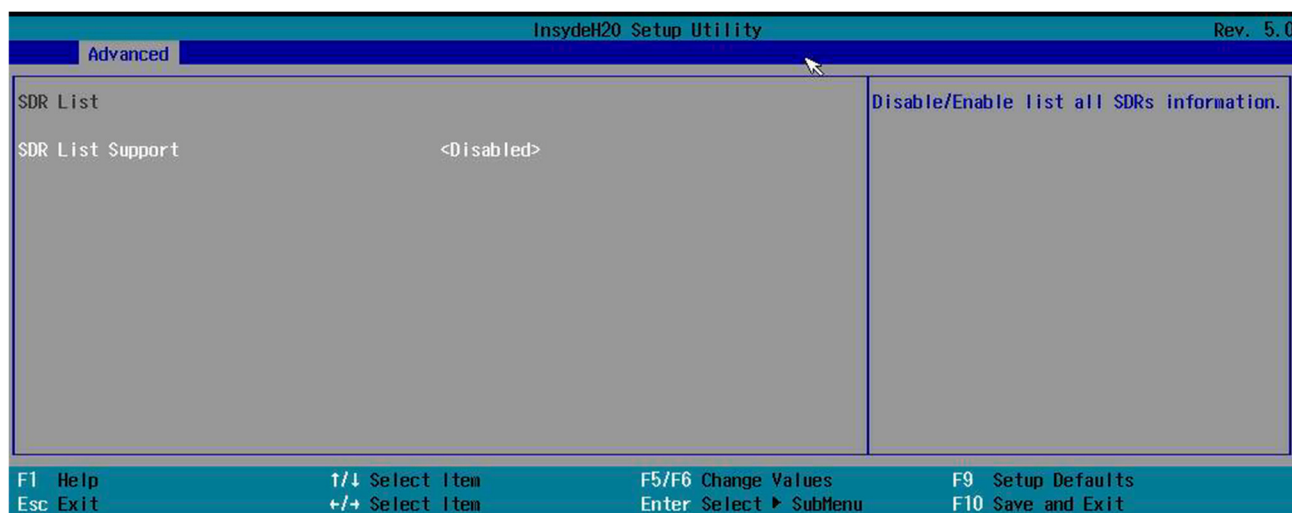 InsydeH20 Setup Utility Rev. 5.0
Advanced
SDR List
Disable/Enable list all SDRs information.
SDR List Support <Disabled>
F1 Help ↑/↓ Select Item F5/F6 Change Values F9 Setup Defaults
Esc Exit ←/→ Select Item Enter Select ▶ SubMenu F10 Save and Exit